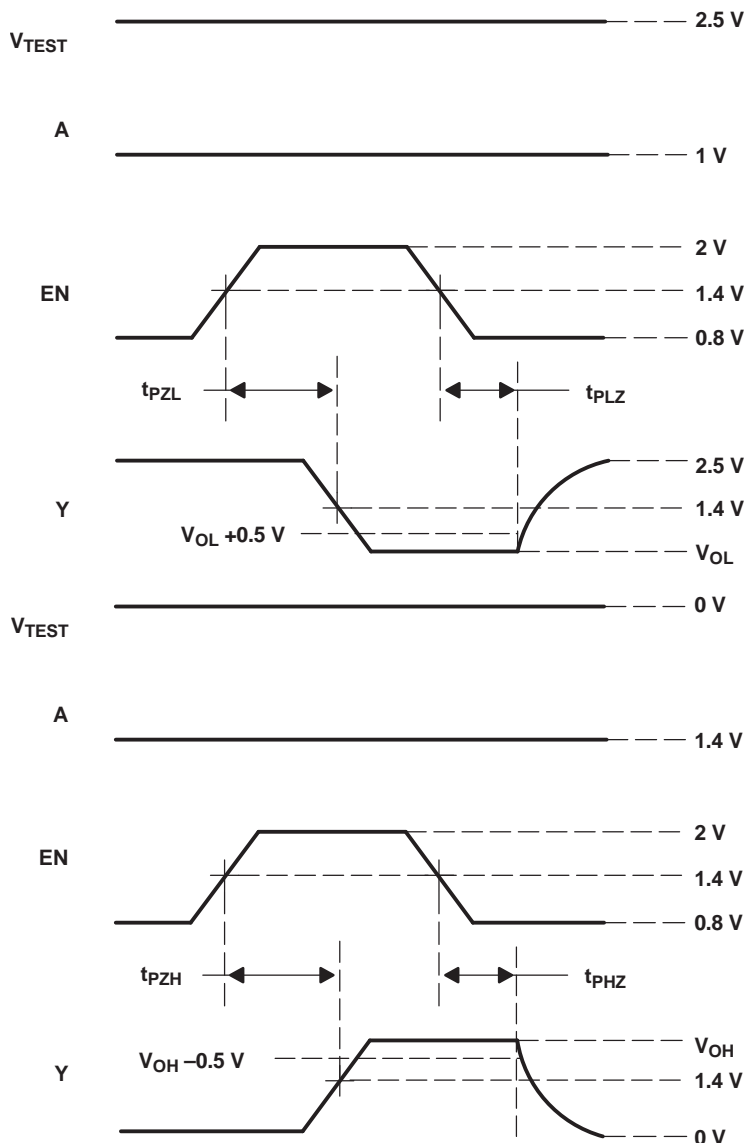 V_TEST 2.5 V
A
1 V
2 V
EN 1.4 V
0.8 V
t_PZL t_PLZ
2.5 V
Y 1.4 V
V_OL +0.5 V
V_OL
V_TEST 0 V
A
1.4 V
2 V
EN 1.4 V
0.8 V
t_PZH t_PHZ
V_OH
V_OH –0.5 V
Y 1.4 V
0 V